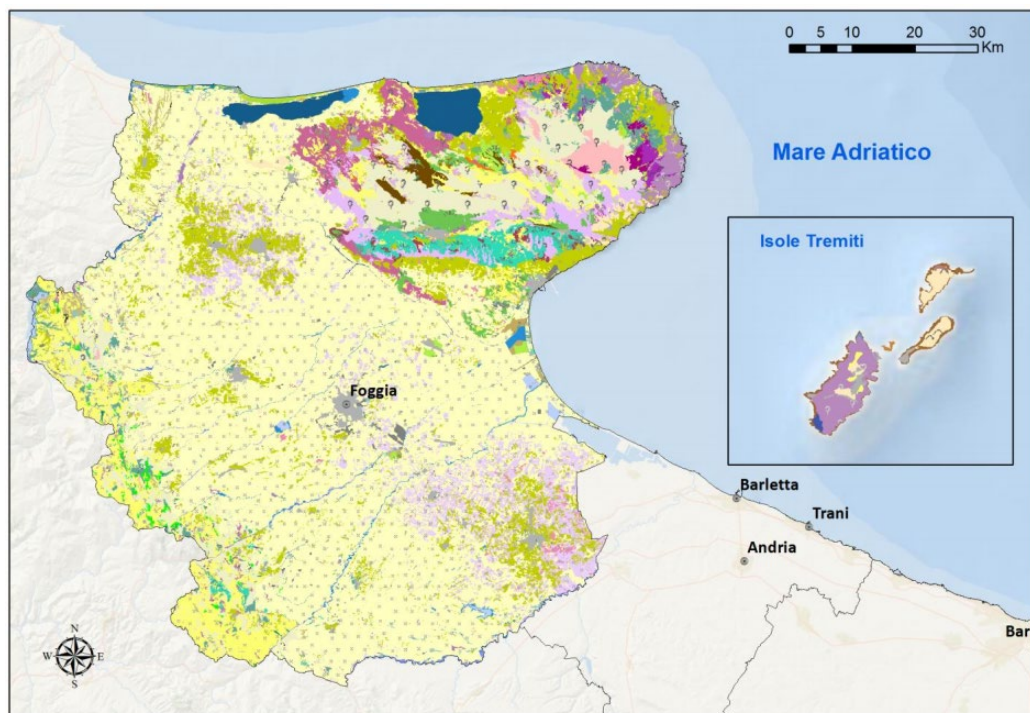 0 5 10 20 30
Km
Mare Adriatico
Isole Tremiti
Foggia
Barletta
Trani
Andria
Bar
N
W E
S